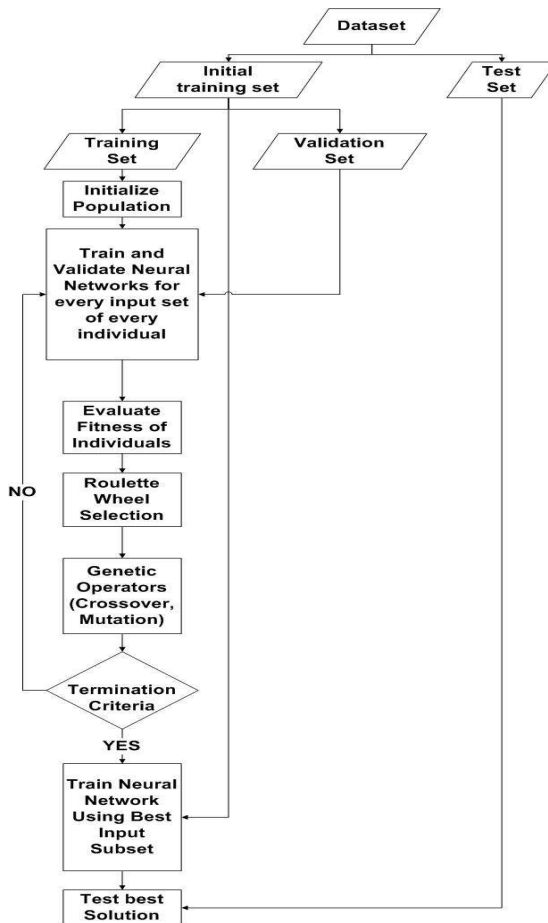 Dataset
Initial
training set
Test
Set
Training
Set
Validation
Set
Initialize
Population
Train and
Validate Neural
Networks for
every input set
of every
individual
Evaluate
Fitness of
Individuals
NO
Roulette
Wheel
Selection
Genetic
Operators
(Crossover,
Mutation)
Termination
Criteria
YES
Train Neural
Network
Using Best
Input
Subset
Test best
Solution